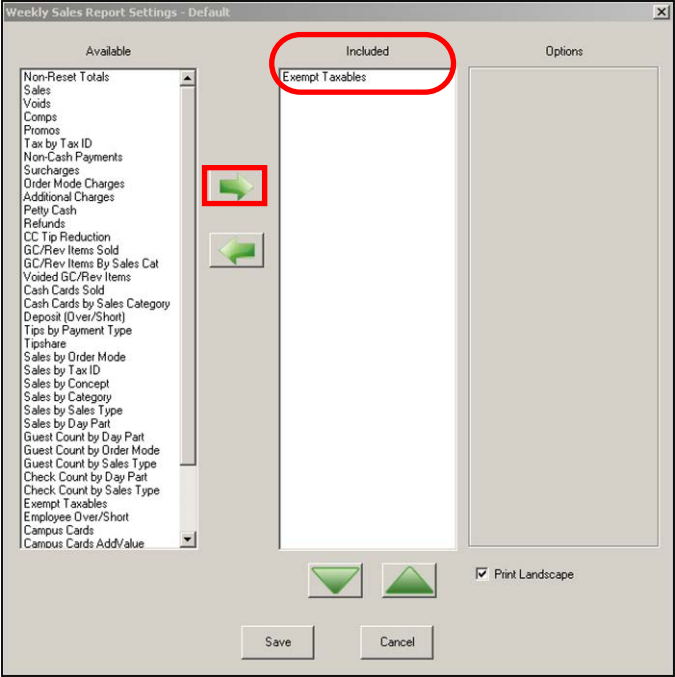 Weekly Sales Report Settings - Default
Available
Included
Options
Non-Reset Totals
Sales
Voids
Comps
Promos
Tax by Tax ID
Non-Cash Payments
Surcharges
Order Mode Charges
Additional Charges
Petty Cash
Refunds
CC Tip Reduction
GC/Rev Items Sold
GC/Rev Items By Sales Cat
Voided GC/Rev Items
Cash Cards Sold
Cash Cards by Sales Category
Deposit (Over/Short)
Tips by Payment Type
Tipshare
Sales by Order Mode
Sales by Tax ID
Sales by Concept
Sales by Category
Sales by Sales Type
Sales by Day Part
Guest Count by Day Part
Guest Count by Order Mode
Guest Count by Sales Type
Check Count by Day Part
Check Count by Sales Type
Exempt Taxables
Employee Over/Short
Campus Cards
Campus Cards AddValue
Exempt Taxables
Print Landscape
Save
Cancel